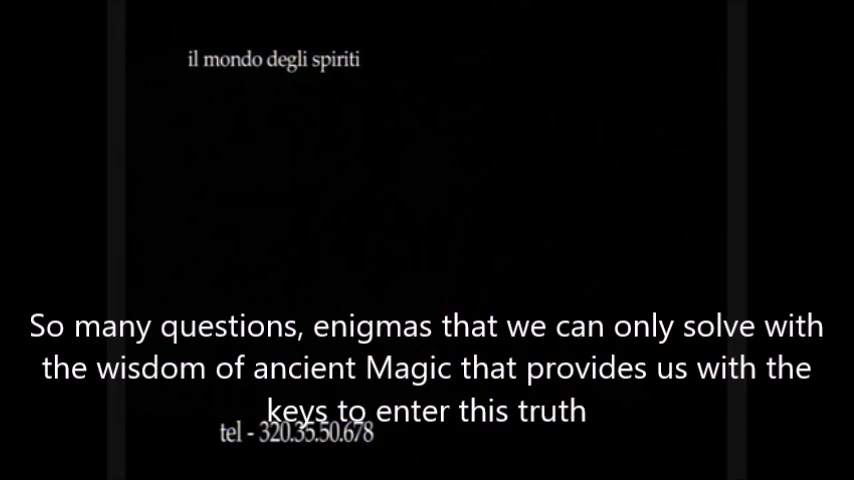 il mondo degli spiriti
So many questions, enigmas that we can only solve with
the wisdom of ancient Magic that provides us with the
keys to enter this truth
tel - 320.35.50.678